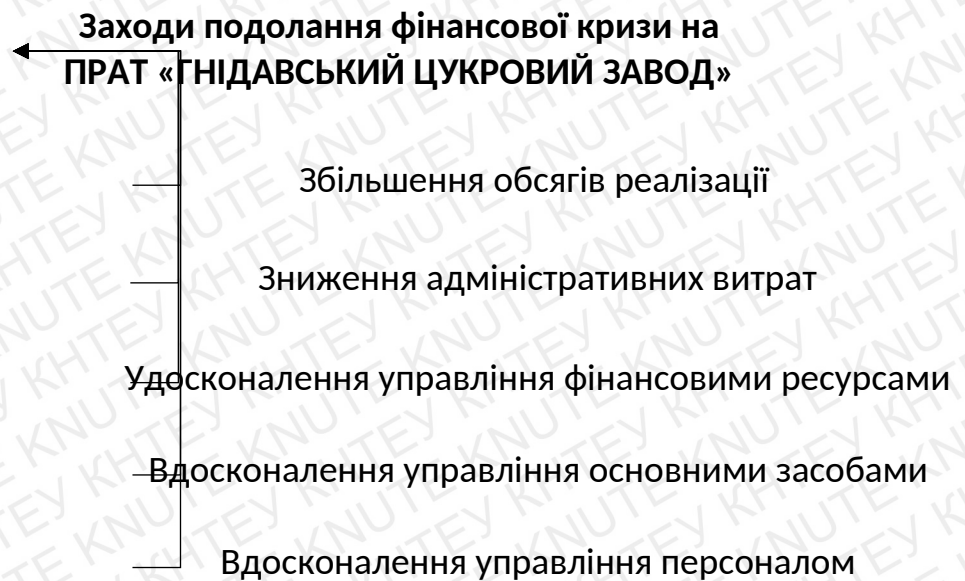 Заходи подолання фінансової кризи на
ПРАТ «ГНІДАВСЬКИЙ ЦУКРОВИЙ ЗАВОД»
Збільшення обсягів реалізації
Зниження адміністративних витрат
Удосконалення управління фінансовими ресурсами
Вдосконалення управління основними засобами
Вдосконалення управління персоналом